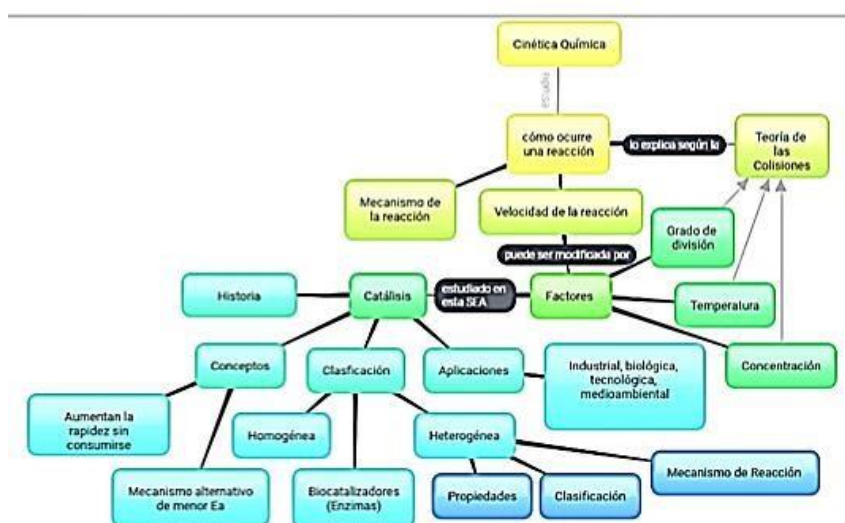 Cinética Química
cómo ocurre
una reacción
lo explica según la
Teoría de
las
Colisiones
Mecanismo de
la reacción
Velocidad de la reacción
Grado de
división
puede ser modificada por
Historia
Catálisis
estudiado en
esta SEA
Factores
Temperatura
Conceptos
Clasficación
Aplicaciones
Industrial, biológica,
tecnológica,
medioambiental
Concentración
Aumentan la
rapidez sin
consumirse
Homogénea
Heterogénea
Mecanismo de Reacción
Mecanismo alternativo
de menor Ea
Biocatalizadores
(Enzimas)
Propiedades
Clasificación